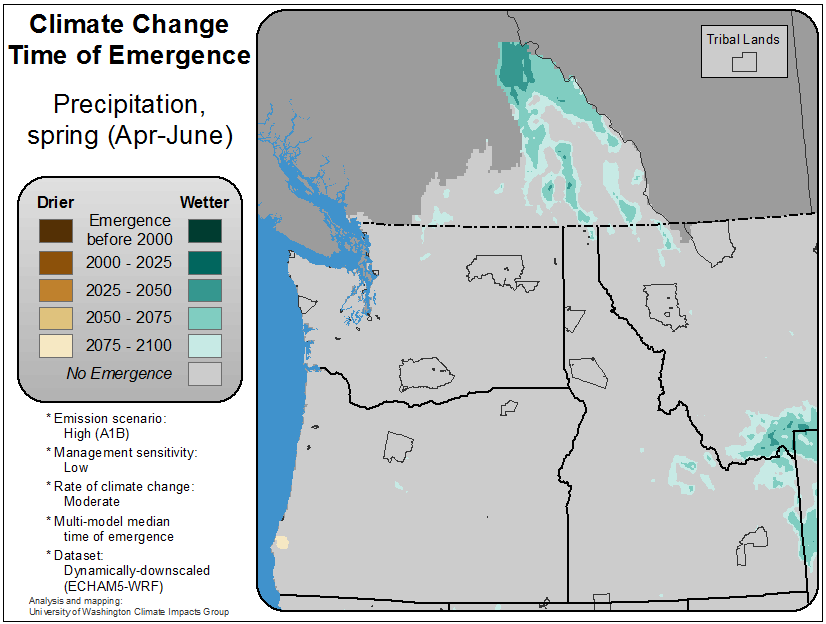 Climate Change
Time of Emergence
Precipitation,
spring (Apr-June)
Drier
Wetter
Emergence
before 2000
2000 - 2025
2025 - 2050
2050 - 2075
2075 - 2100
No Emergence
* Emission scenario:
High (A1B)
* Management sensitivity:
Low
* Rate of climate change:
Moderate
* Multi-model median
time of emergence
* Dataset:
Dynamically-downscaled
(ECHAM5-WRF)
Analysis and mapping:
University of Washington Climate Impacts Group
Tribal Lands